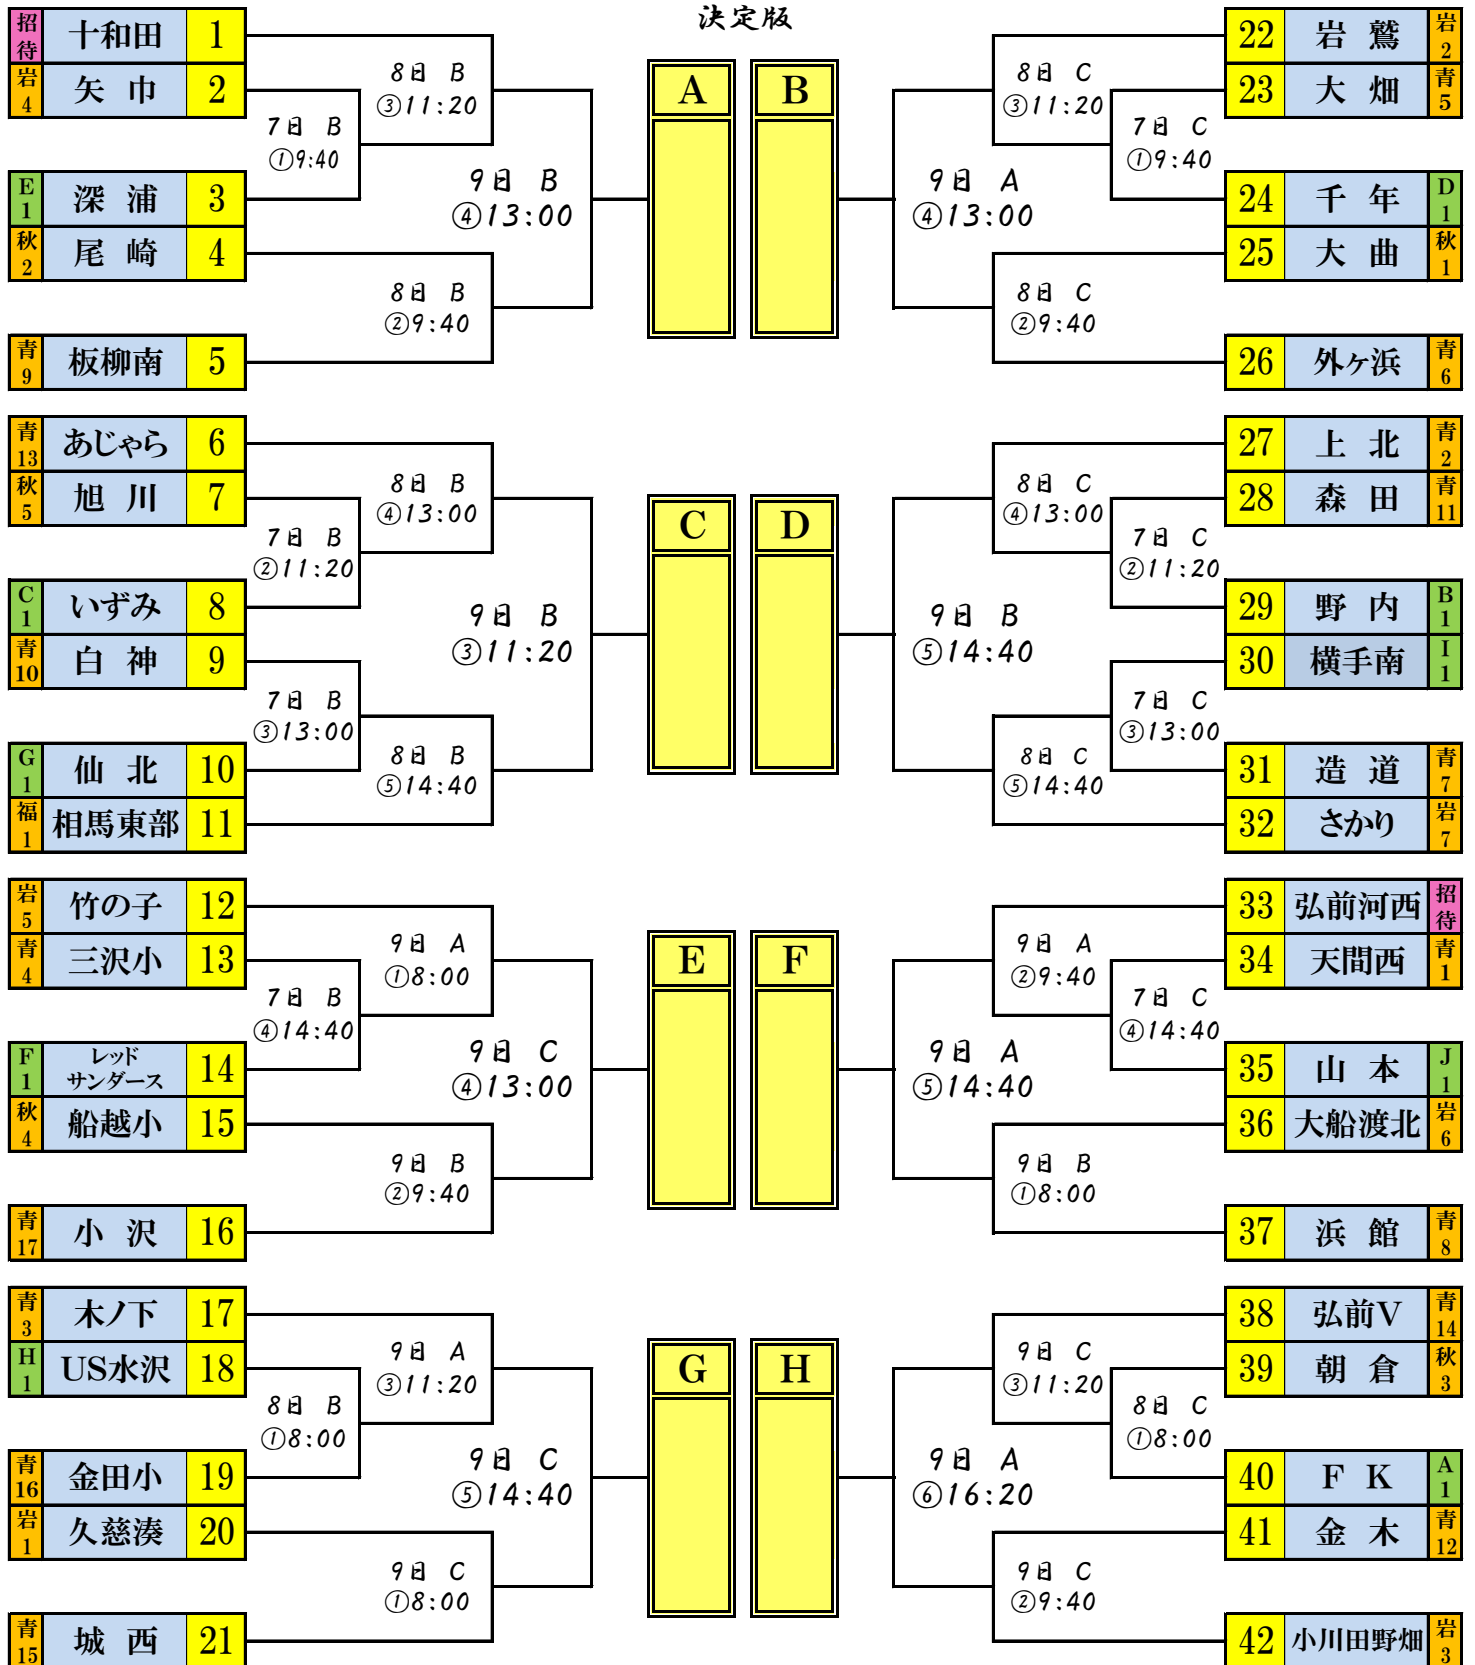 決定版
招待 十和田 1
岩4 矢巾 2
8日 B
③11:20
7日 B
①9:40
9日 B
④13:00
E1 深浦 3
秋2 尾崎 4
8日 B
②9:40
青9 板柳南 5
青13 あじゃら 6
秋5 旭川 7
8日 B
④13:00
7日 B
②11:20
C1 いずみ 8
青10 白神 9
9日 B
③11:20
7日 B
③13:00
G1 仙北 10
福1 相馬東部 11
8日 B
⑤14:40
岩5 竹の子 12
青4 三沢小 13
9日 A
①8:00
7日 B
④14:40
F1 レッドサンダース 14
秋4 船越小 15
9日 C
④13:00
9日 B
②9:40
青17 小沢 16
青3 木ノ下 17
H1 US水沢 18
9日 A
③11:20
8日 B
①8:00
青16 金田小 19
岩1 久慈湊 20
9日 C
⑤14:40
9日 C
①8:00
青15 城西 21
A B
C D
E F
G H
22 岩鷲 岩2
23 大畑 青5
8日 C
③11:20
7日 C
①9:40
9日 A
④13:00
24 千年 D1
25 大曲 秋1
8日 C
②9:40
26 外ヶ浜 青6
27 上北 青2
28 森田 青11
8日 C
④13:00
7日 C
②11:20
29 野内 B1
30 横手南 I1
9日 B
⑤14:40
7日 C
③13:00
31 造道 青7
32 さかり 岩7
8日 C
⑤14:40
33 弘前河西 招待
34 天間西 青1
9日 A
②9:40
7日 C
④14:40
35 山本 J1
36 大船渡北 岩6
9日 A
⑤14:40
9日 B
①8:00
37 浜館 青8
38 弘前V 青14
39 朝倉 秋3
9日 C
③11:20
8日 C
①8:00
40 FK A1
41 金木 青12
9日 A
⑥16:20
9日 C
②9:40
42 小川田野畑 岩3